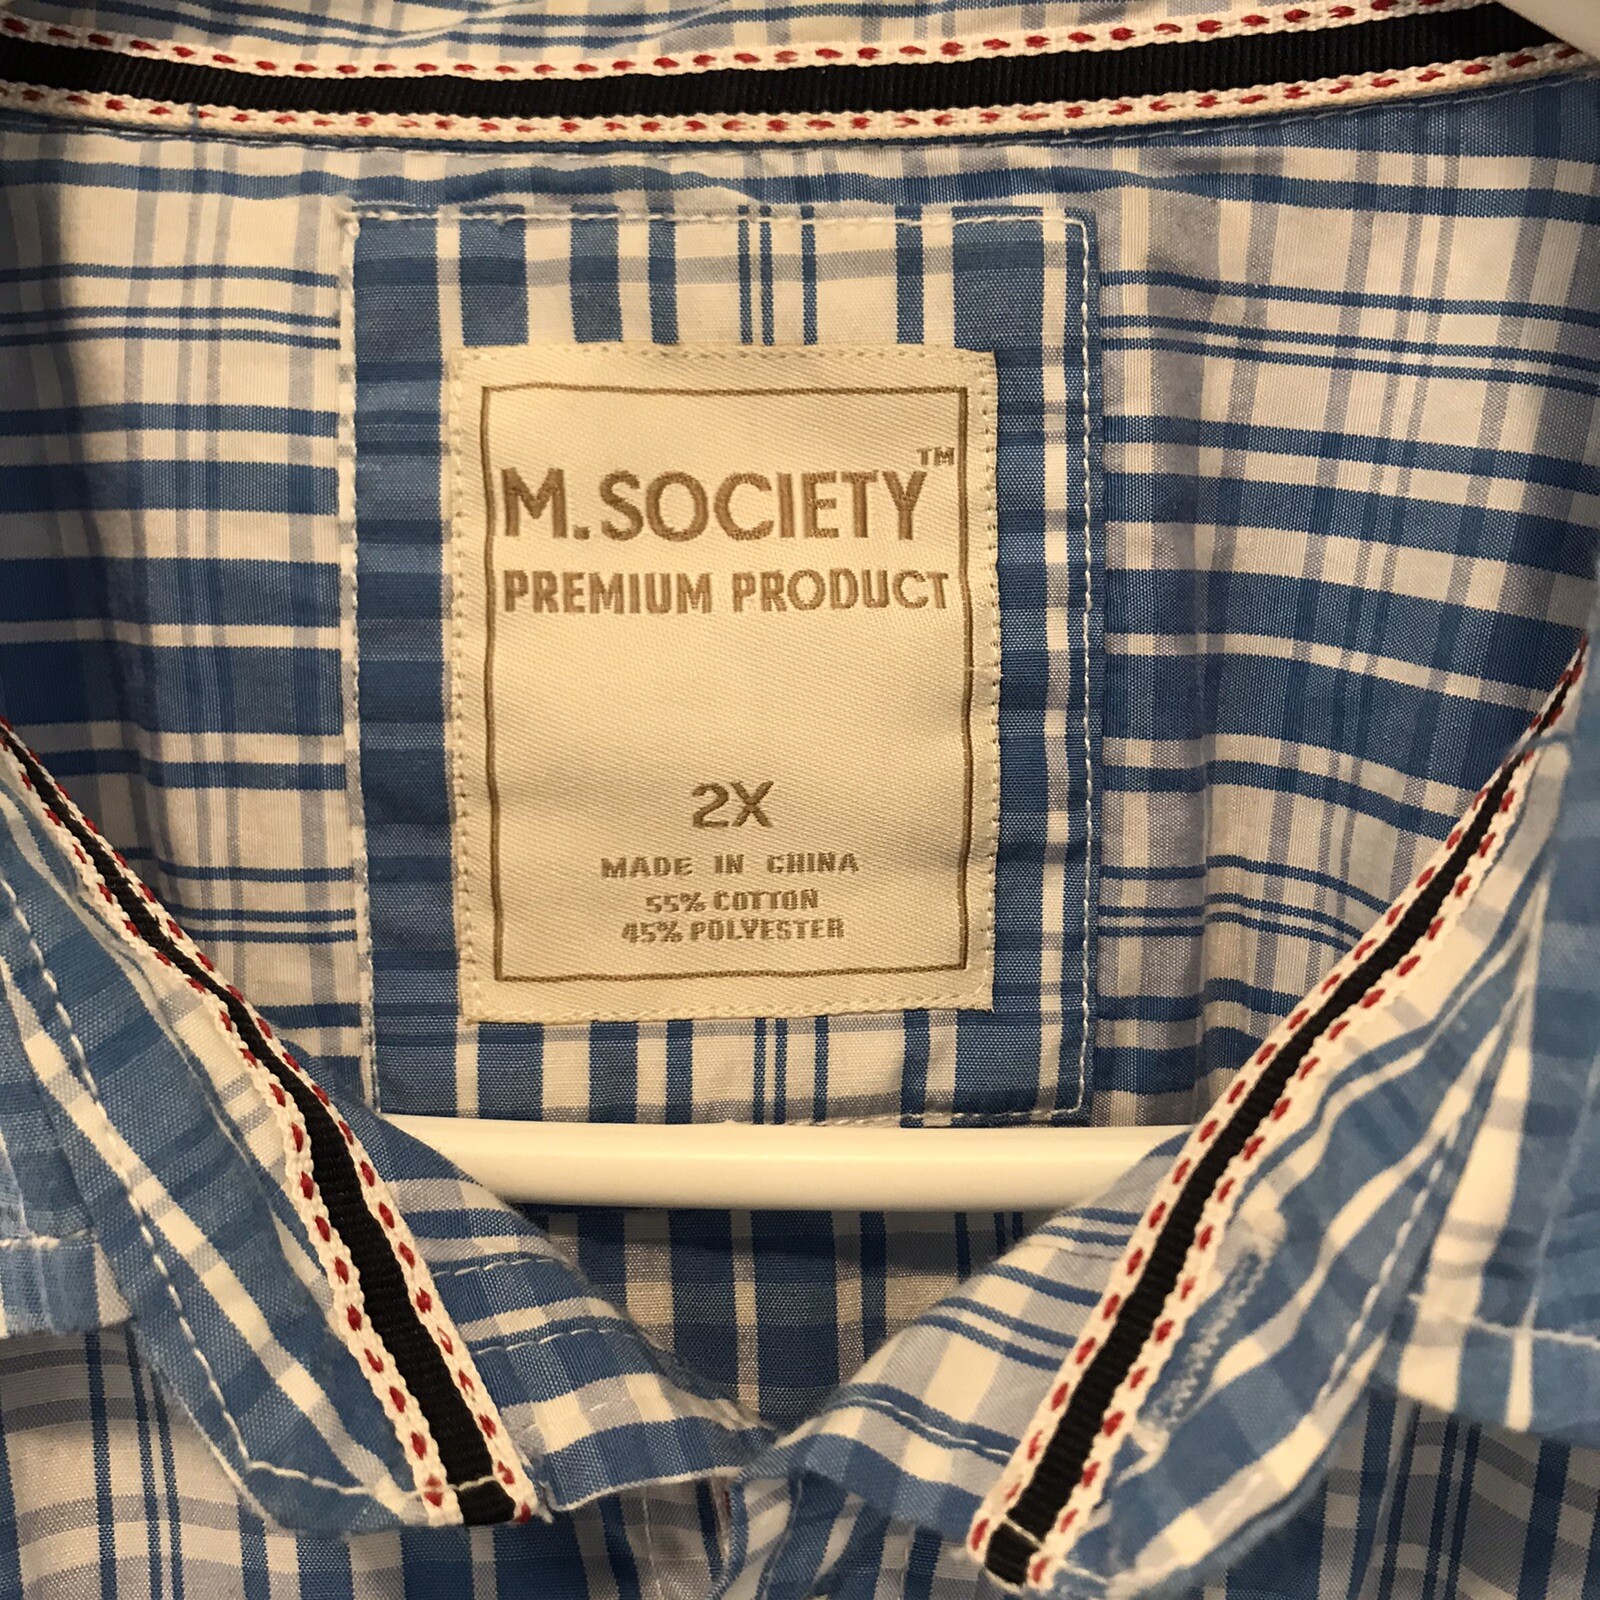 M.SOCIETY™
PREMIUM PRODUCT
2X
MADE IN CHINA
55% COTTON
45% POLYESTER